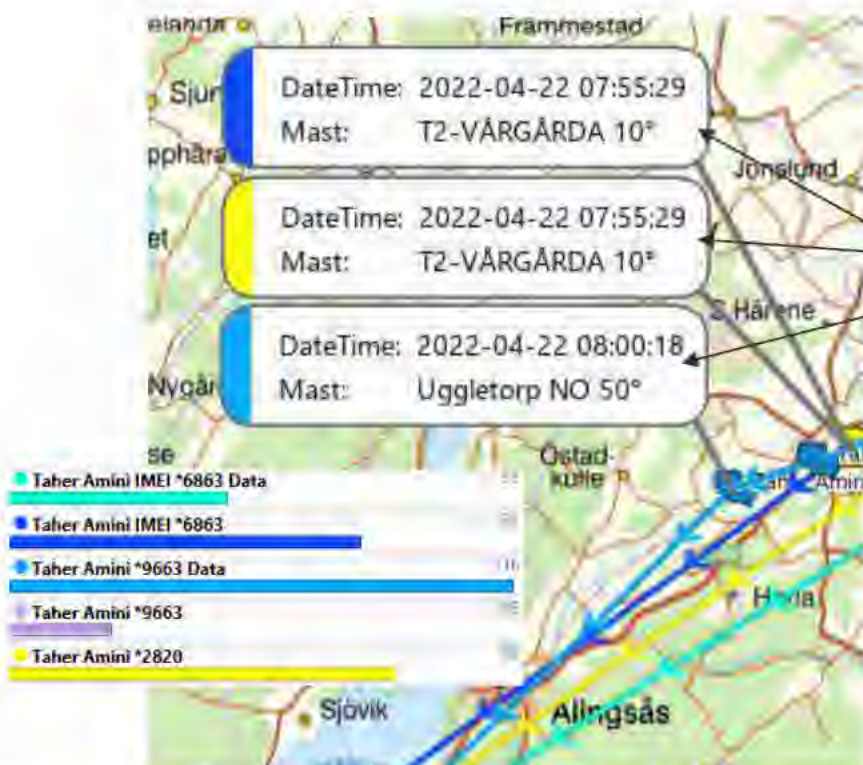 Främmestad
DateTime: 2022-04-22 07:55:29
Mast: T2-VÅRGÅRDA 10°
Jonslund
DateTime: 2022-04-22 07:55:29
Mast: T2-VÅRGÅRDA 10°
S Härene
DateTime: 2022-04-22 08:00:18
Mast: Uggletorp NO 50°
Östad-
kulle
Taher Amini IMEI *6863 Data
Taher Amini IMEI *6863
Taher Amini *9663 Data
Taher Amini *9663
Taher Amini *2820
Sjövik
Alingsås